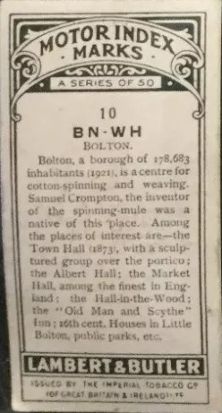 MOTOR INDEX
MARKS
A SERIES OF 50
10
BN-WH
BOLTON.
Bolton, a borough of 178,683
inhabitants (1921), is a centre for
cotton-spinning and weaving.
Samuel Crompton, the inventor
of the spinning-mule was a
native of this place. Among
the places of interest are—the
Town Hall (1873), with a sculp-
tured group over the portico;
the Albert Hall; the Market
Hall, among the finest in Eng-
land; the Hall-in-the-Wood;
the "Old Man and Scythe"
Inn; 16th cent. Houses in Little
Bolton, public parks, etc.
LAMBERT & BUTLER
ISSUED BY THE IMPERIAL TOBACCO CO
(OF GREAT BRITAIN & IRELAND) LTD